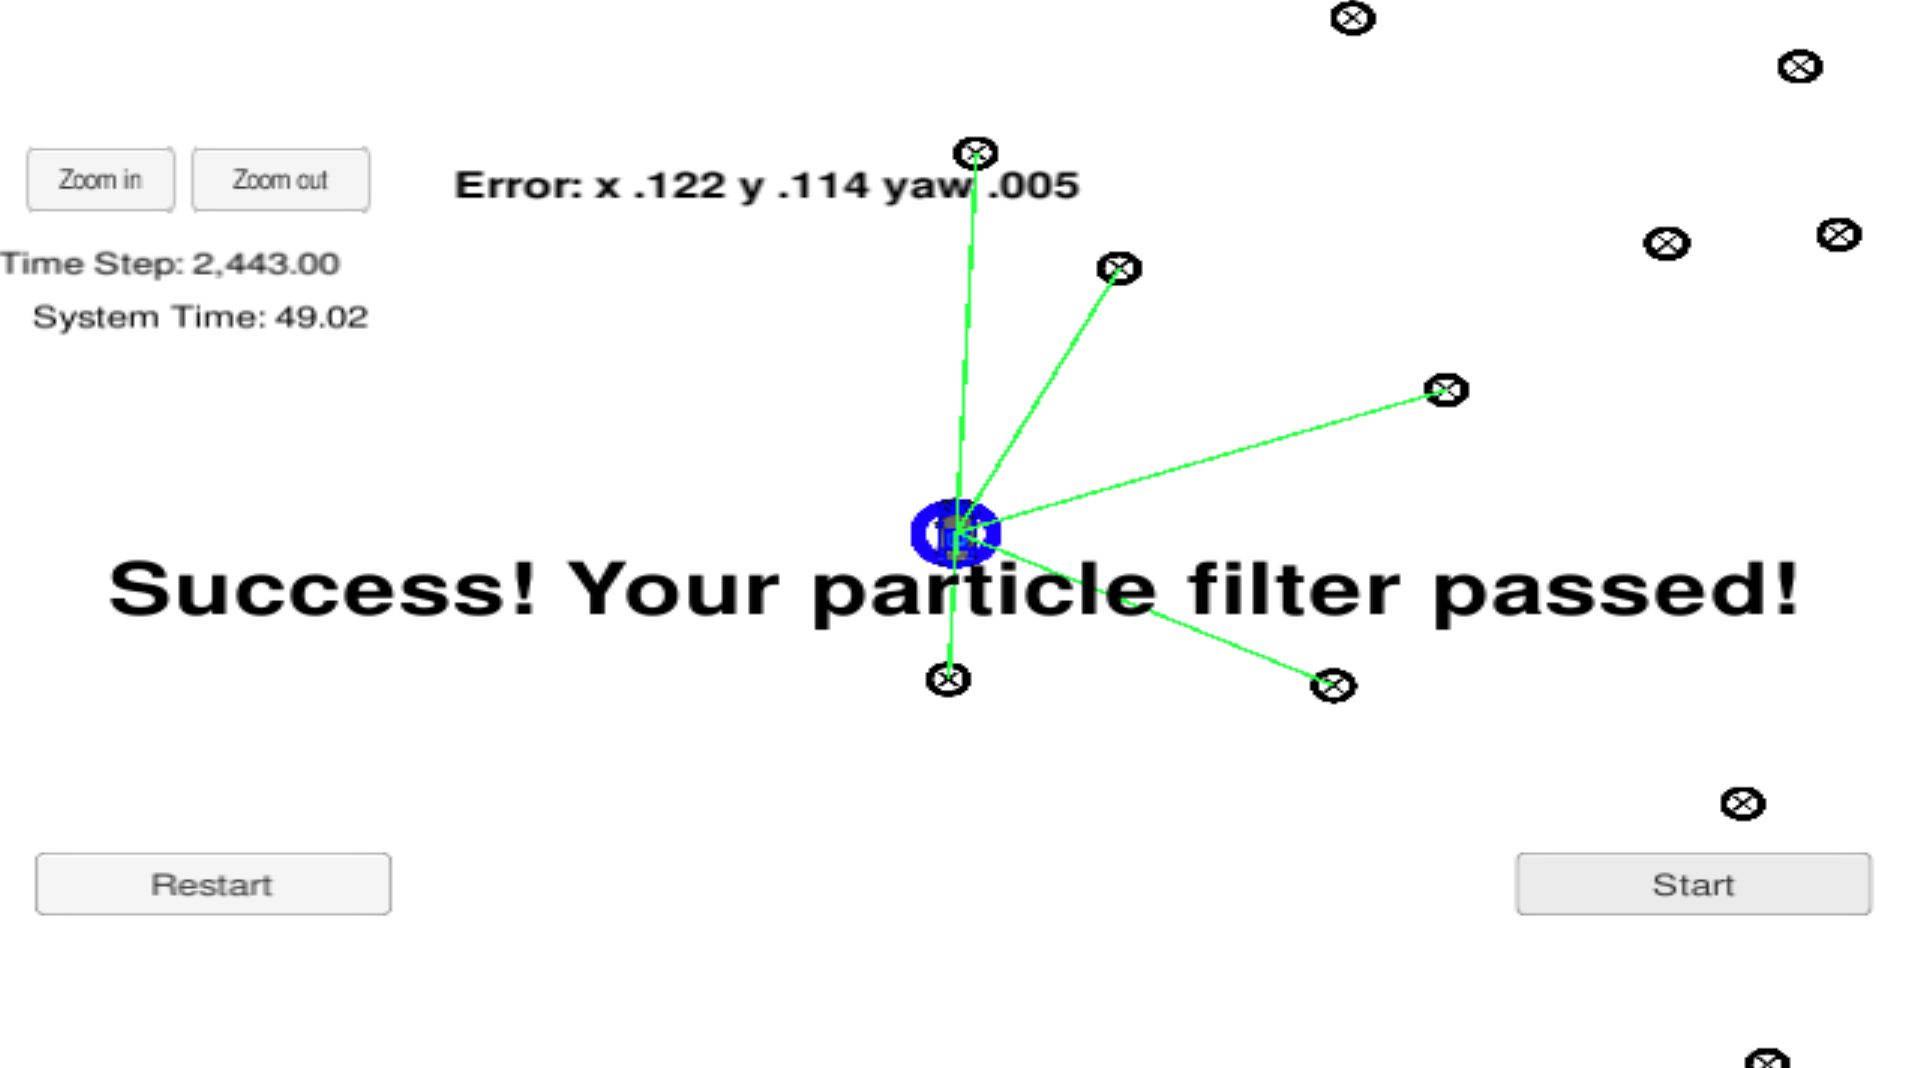 Zoom in
Zoom out
Error: x .122 y .114 yaw .005
Time Step: 2,443.00
System Time: 49.02
Success! Your particle filter passed!
Restart
Start